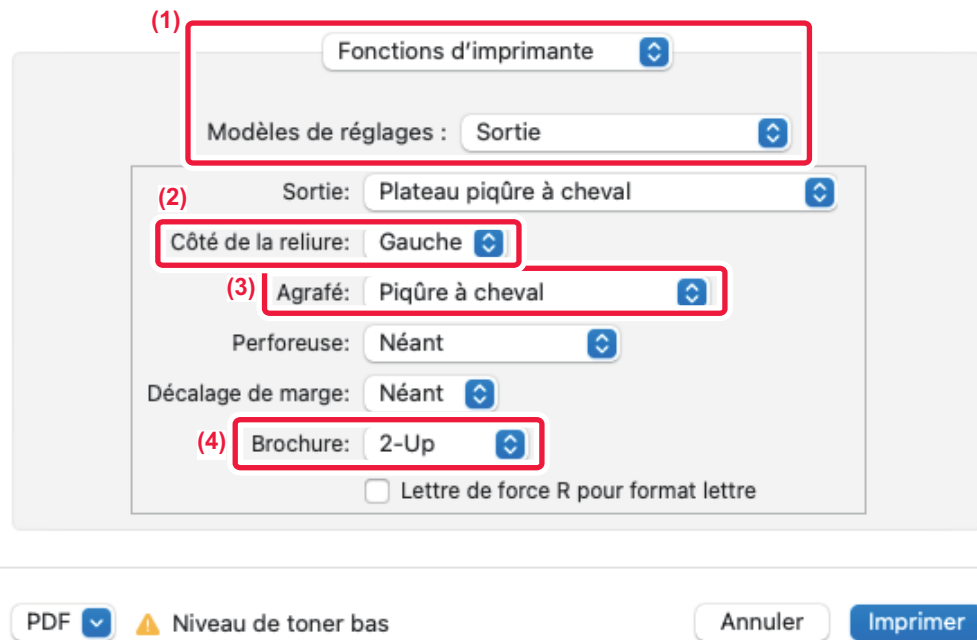 (1)
Fonctions d’imprimante
Modèles de réglages : Sortie
Sortie: Plateau piqûre à cheval
(2)
Côté de la reliure: Gauche
(3) Agrafé: Piqûre à cheval
Perforeuse: Néant
Décalage de marge: Néant
(4) Brochure: 2-Up
Lettre de force R pour format lettre
PDF Niveau de toner bas Annuler Imprimer